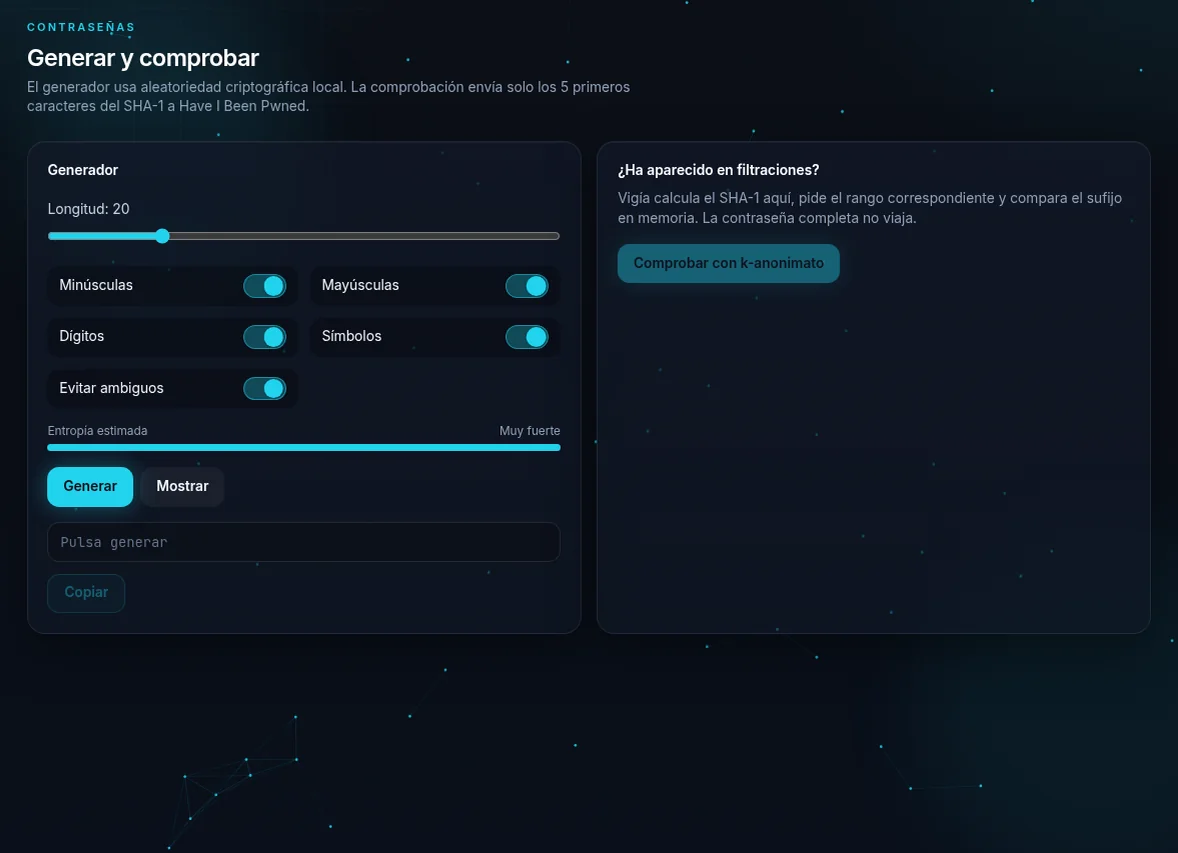 CONTRASEÑAS
Generar y comprobar
El generador usa aleatoriedad criptográfica local. La comprobación envía solo los 5 primeros
caracteres del SHA-1 a Have I Been Pwned.
Generador
Longitud: 20
Minúsculas
Mayúsculas
Dígitos
Símbolos
Evitar ambiguos
Entropía estimada
Muy fuerte
Generar
Mostrar
Pulsa generar
Copiar
¿Ha aparecido en filtraciones?
Vigía calcula el SHA-1 aquí, pide el rango correspondiente y compara el sufijo
en memoria. La contraseña completa no viaja.
Comprobar con k-anonimato